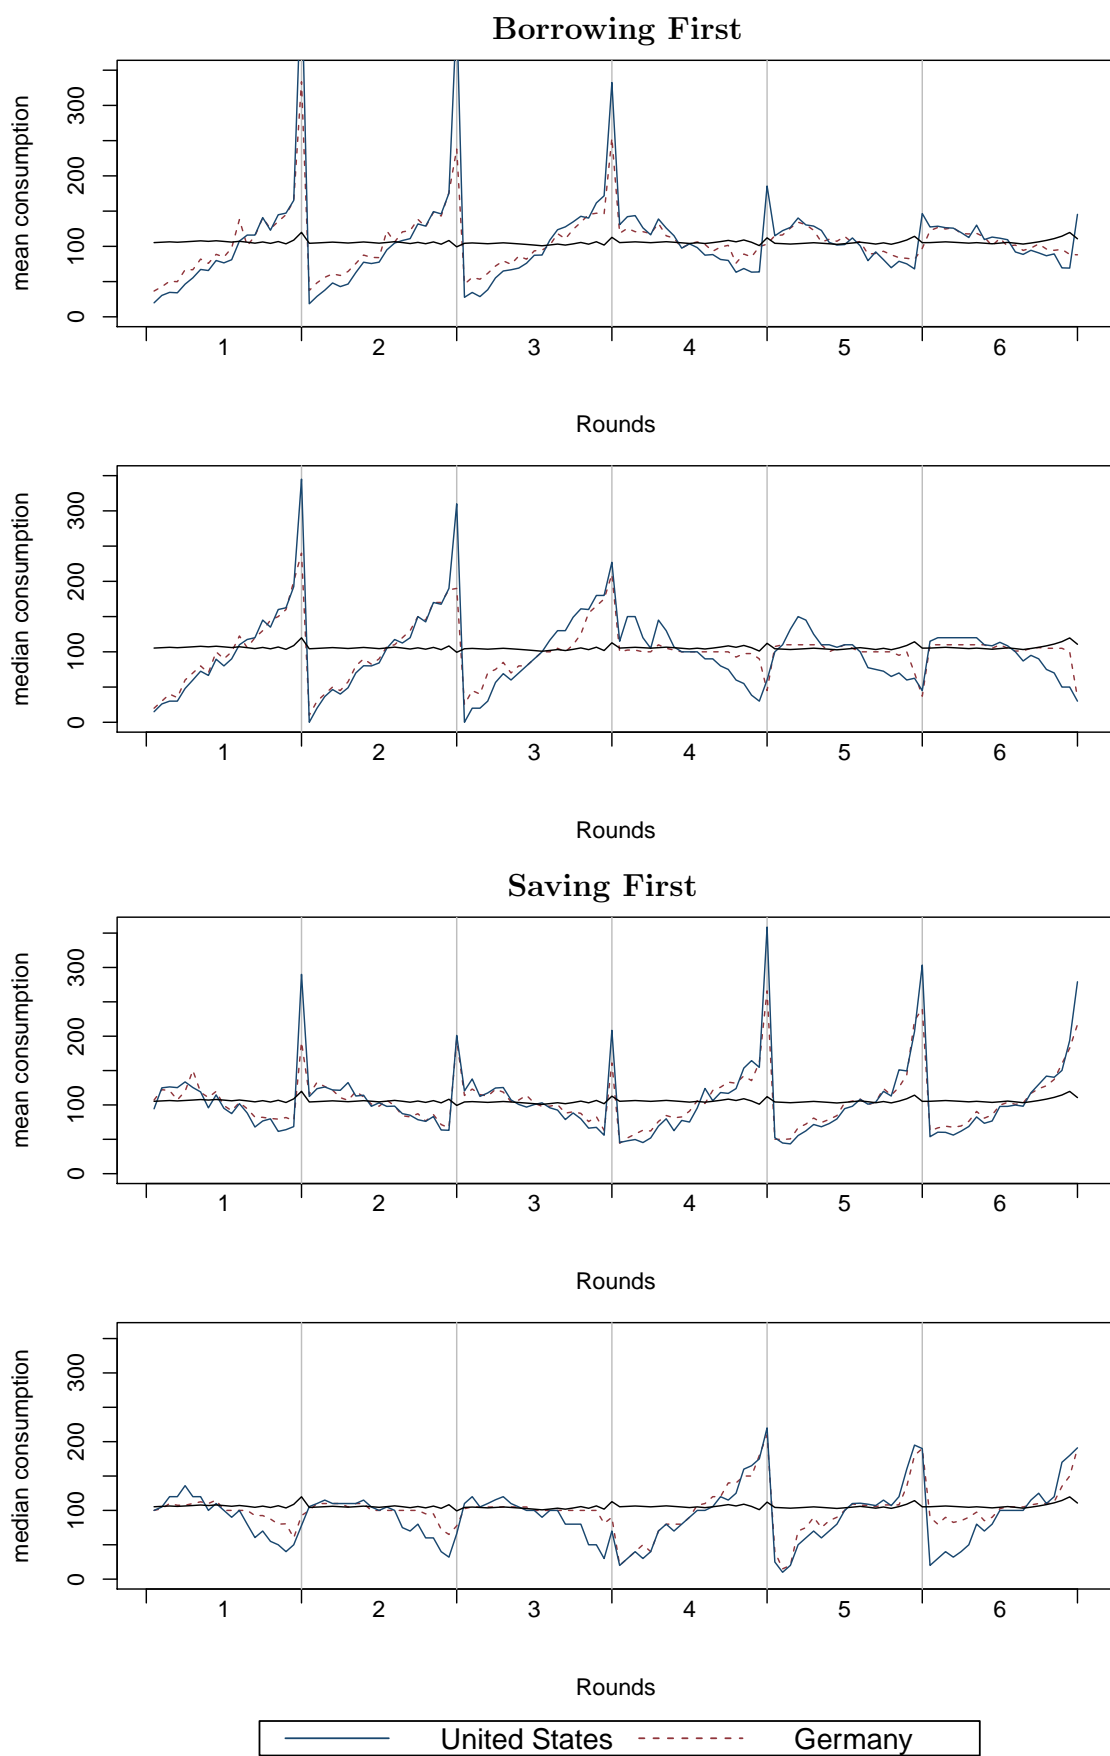 Borrowing First
mean consumption
300
200
100
0
1 2 3 4 5 6
Rounds
median consumption
300
200
100
0
1 2 3 4 5 6
Rounds
Saving First
mean consumption
300
200
100
0
1 2 3 4 5 6
Rounds
median consumption
300
200
100
0
1 2 3 4 5 6
Rounds
United States Germany